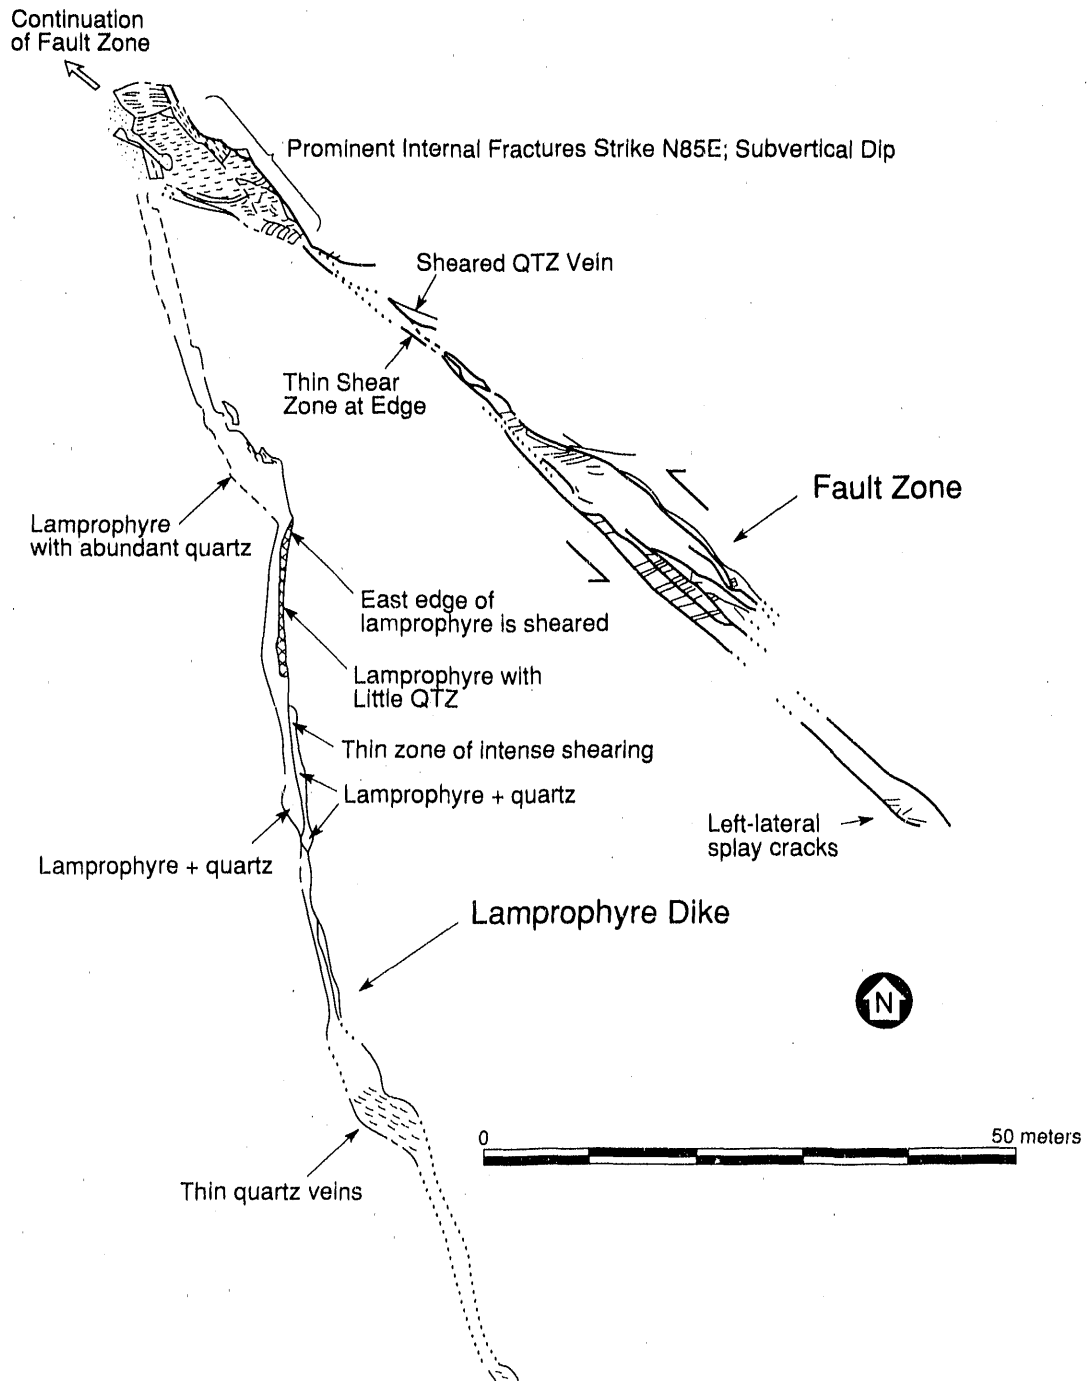 Continuation
of Fault Zone
Prominent Internal Fractures Strike N85E; Subvertical Dip
Sheared QTZ Vein
Thin Shear
Zone at Edge
Fault Zone
Lamprophyre
with abundant quartz
East edge of
lamprophyre is sheared
Lamprophyre with
Little QTZ
Thin zone of intense shearing
Lamprophyre + quartz
Left-lateral
splay cracks
Lamprophyre + quartz
Lamprophyre Dike
N
0
50 meters
Thin quartz veins